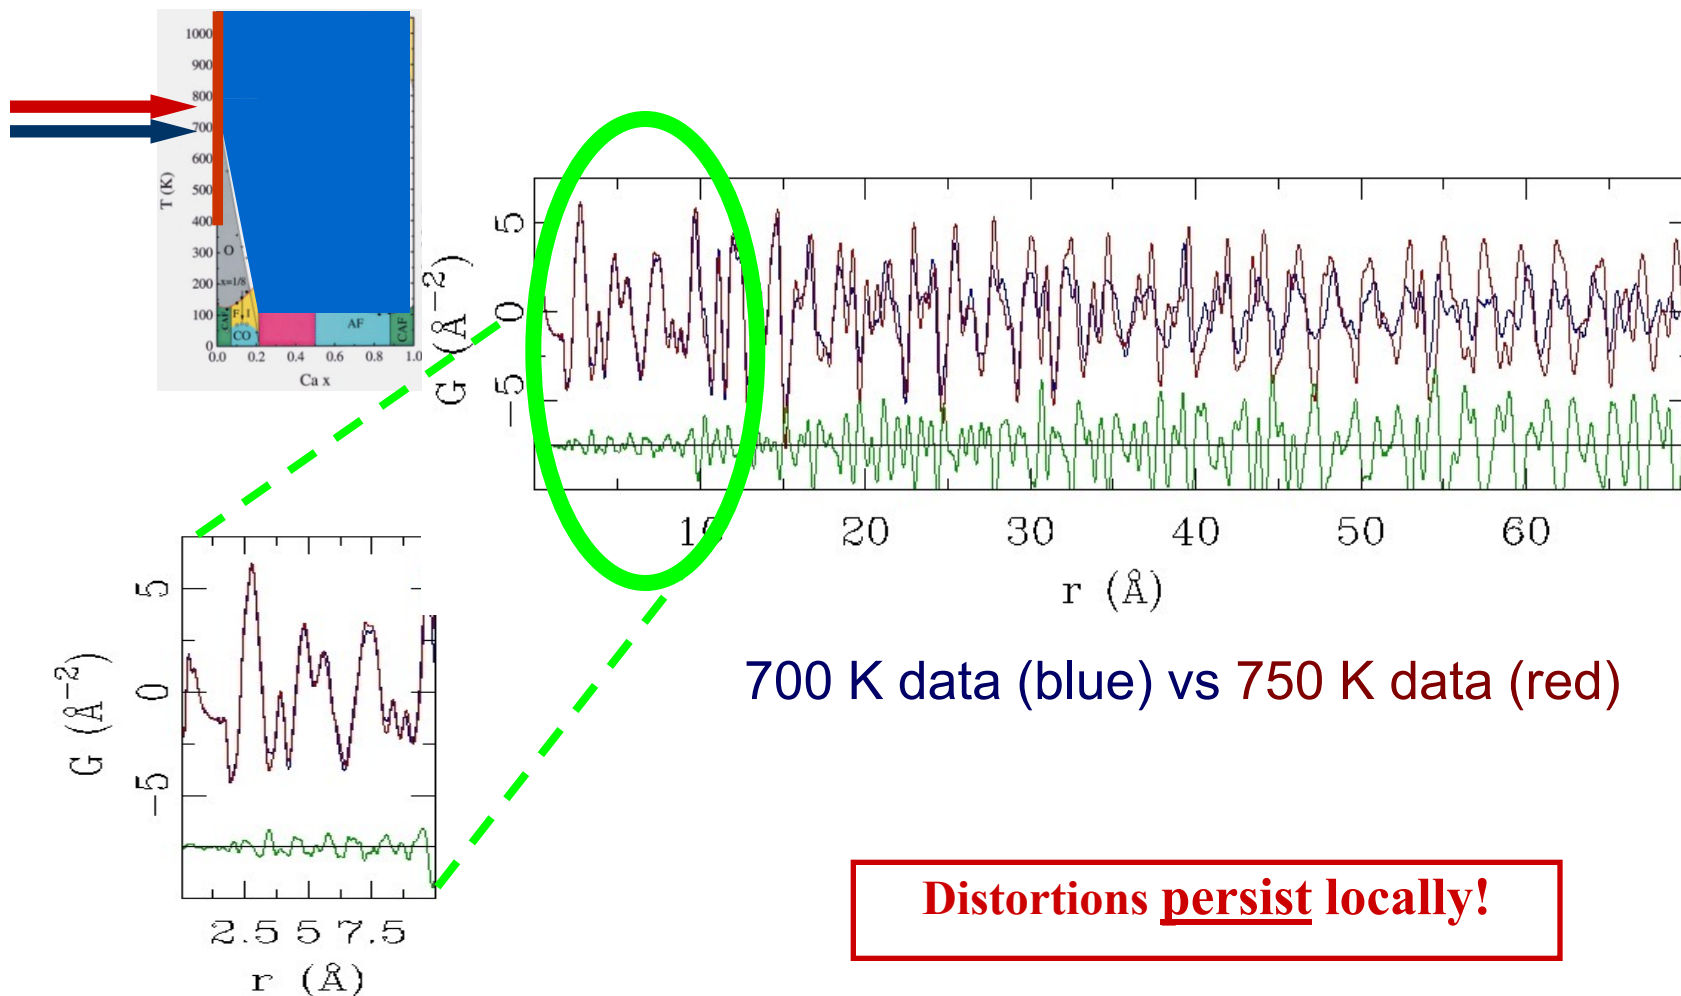 1000
900
800
700
600
500
400
300
200
100
0
T (K)
O
x=1/8
CAF
F I
CO
AF
CAF
0.0 0.2 0.4 0.6 0.8 1.0
Ca x
5
0
−5
G (Å⁻²)
10 20 30 40 50 60
r (Å)
5
0
−5
G (Å⁻²)
2.5 5 7.5
r (Å)
700 K data (blue) vs 750 K data (red)
Distortions persist locally!